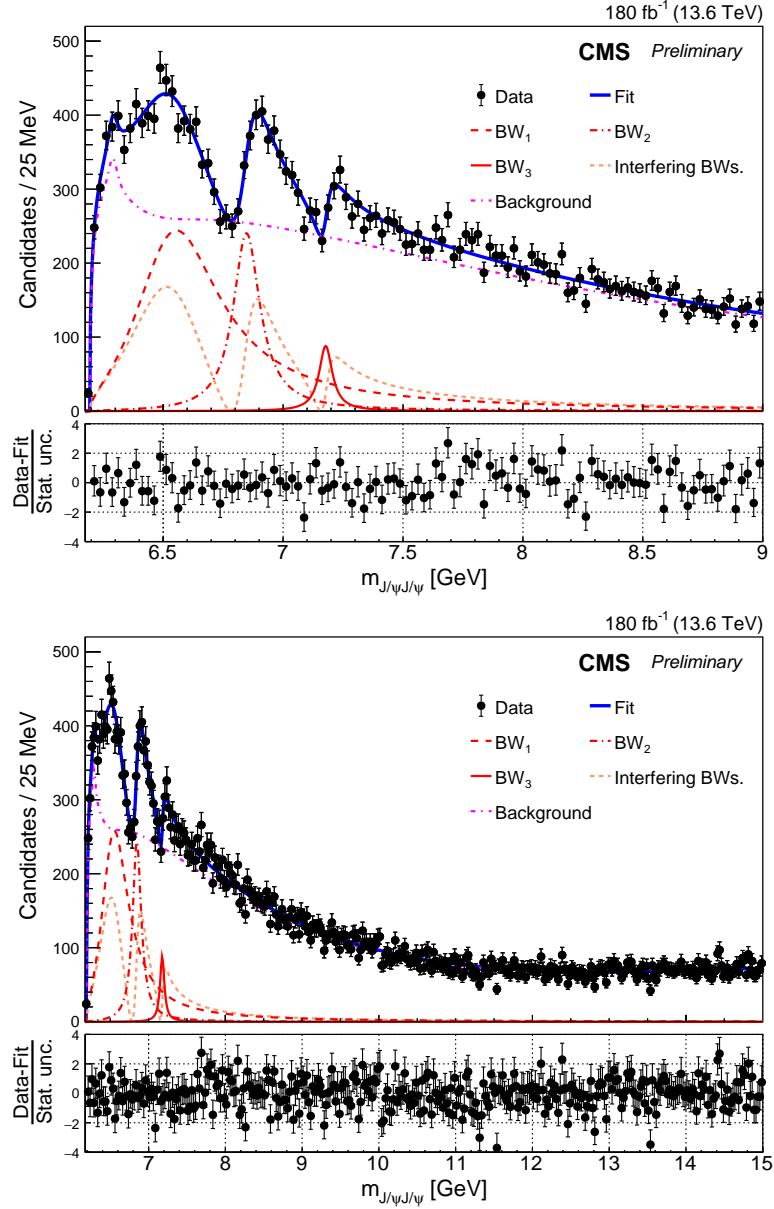 180 fb⁻¹ (13.6 TeV)
CMS Preliminary
Data Fit
BW₁ BW₂
BW₃ Interfering BWs.
Background
Candidates / 25 MeV
500
400
300
200
100
0
Data-Fit
Stat. unc.
4
2
0
−2
−4
6.5 7 7.5 8 8.5 9
m_{J/ψJ/ψ} [GeV]
180 fb⁻¹ (13.6 TeV)
CMS Preliminary
Data Fit
BW₁ BW₂
BW₃ Interfering BWs.
Background
Candidates / 25 MeV
500
400
300
200
100
0
Data-Fit
Stat. unc.
4
2
0
−2
−4
7 8 9 10 11 12 13 14 15
m_{J/ψJ/ψ} [GeV]